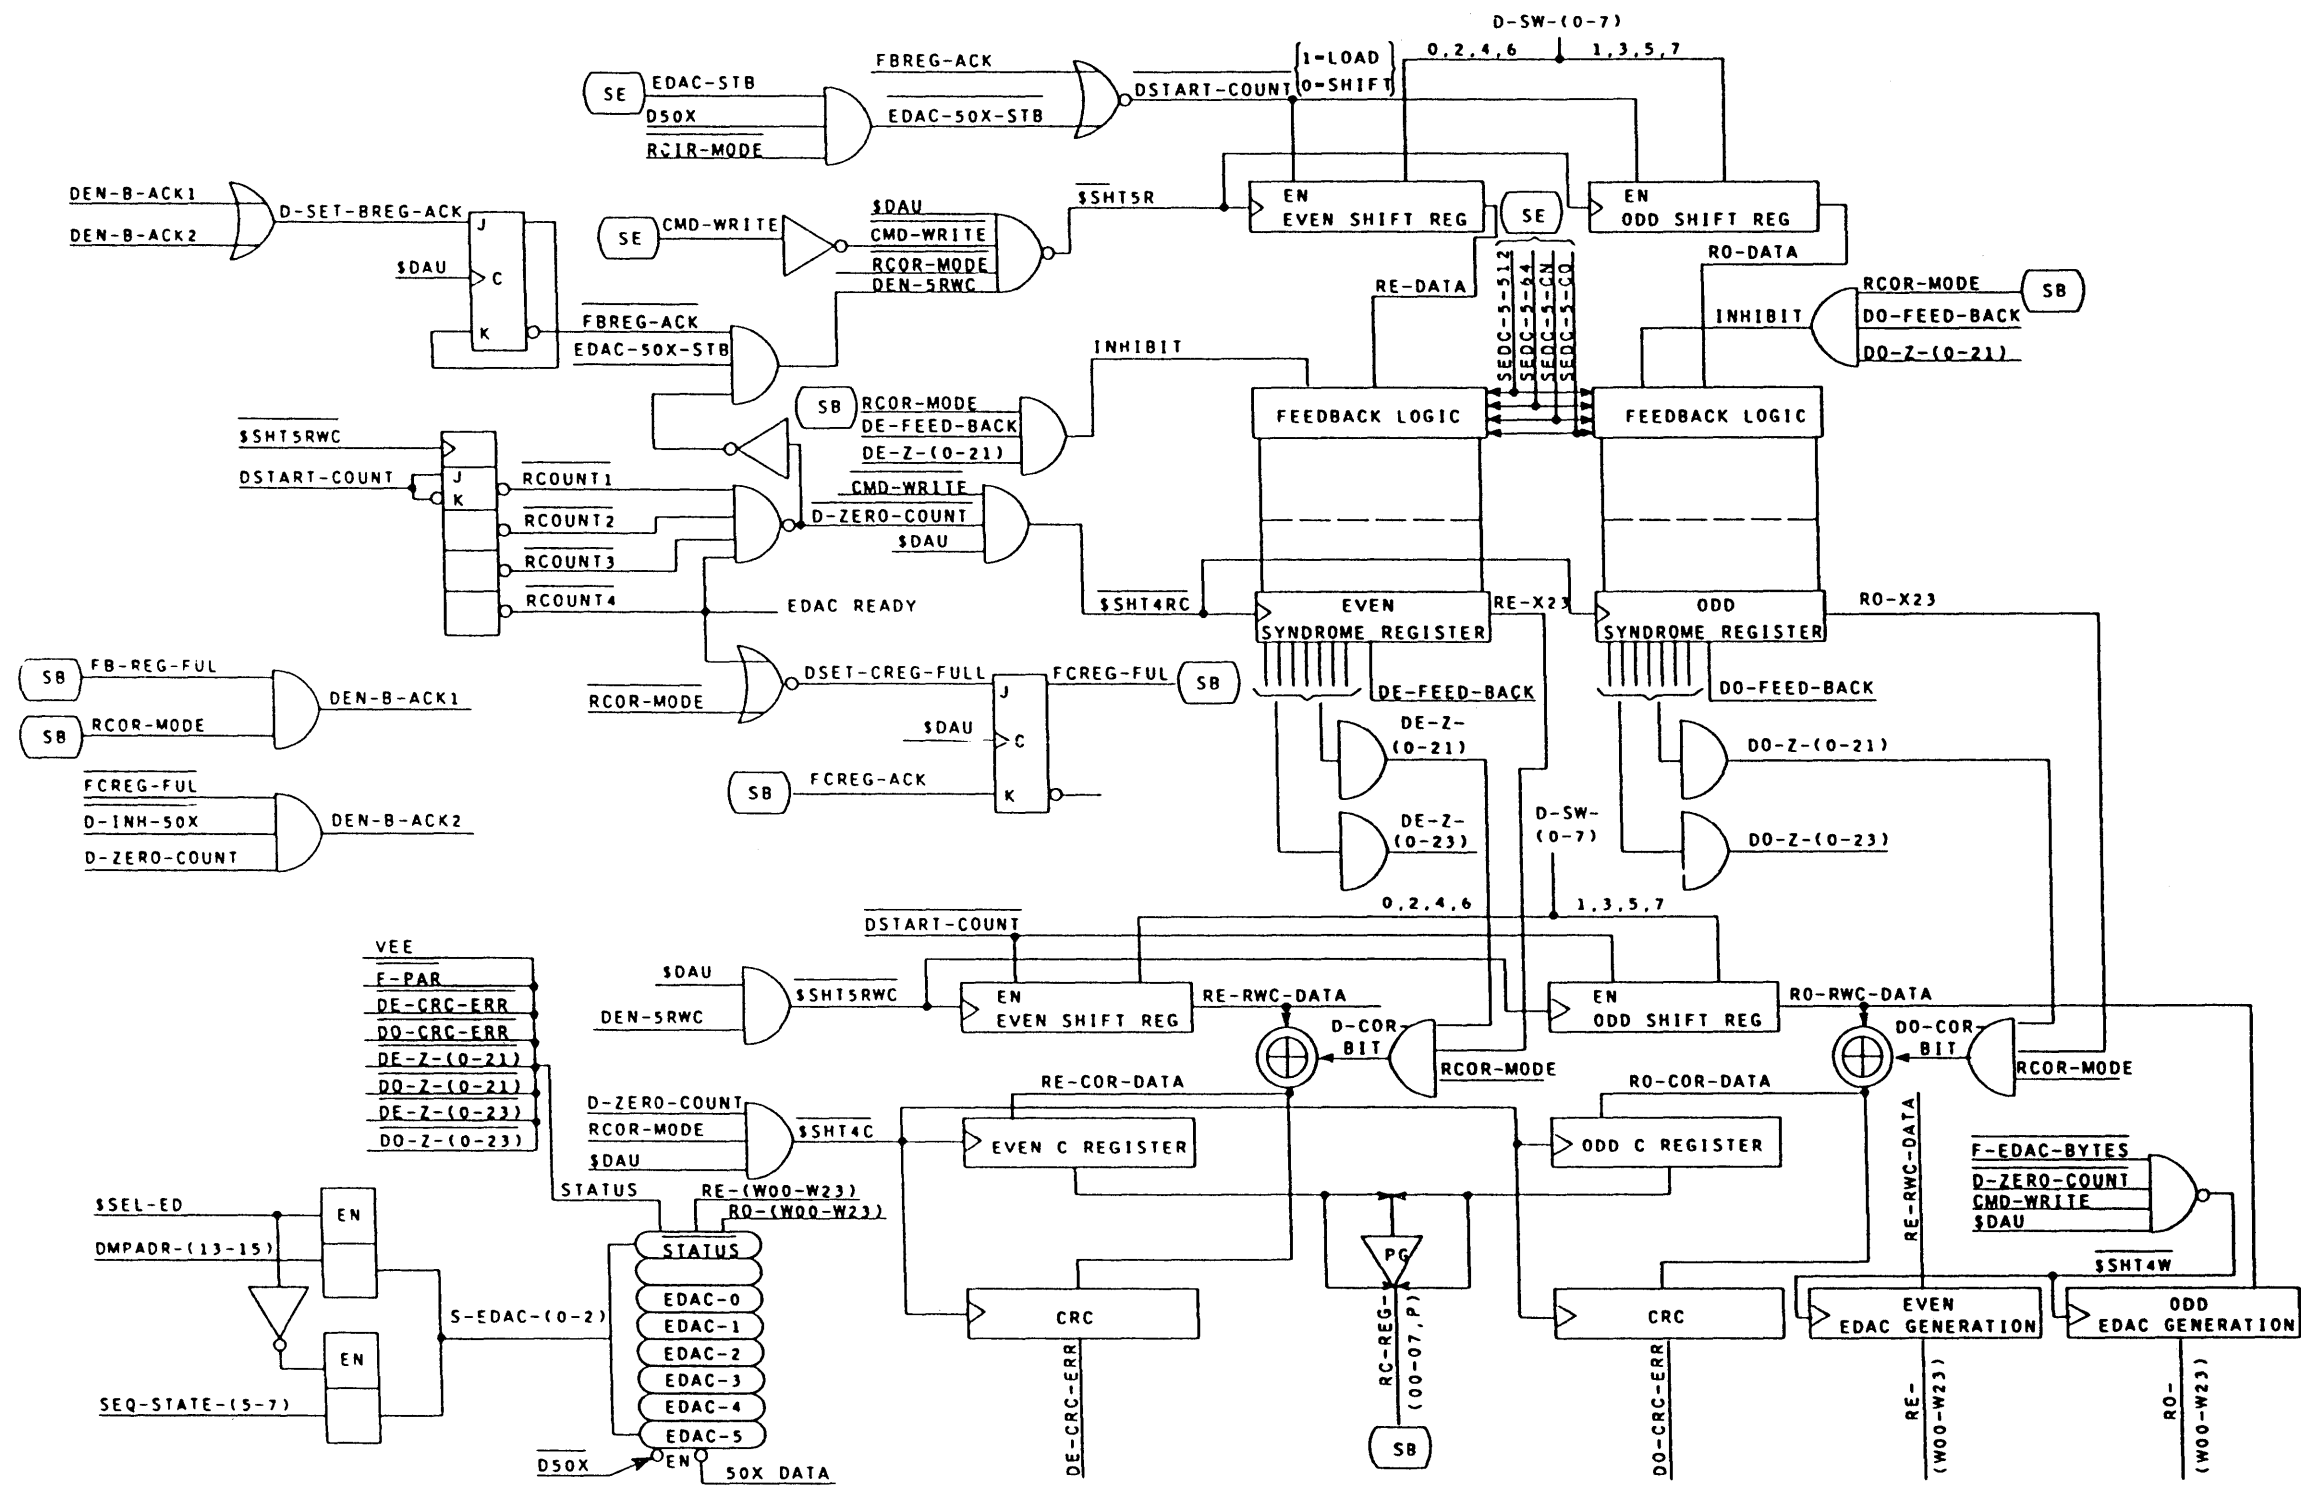 D-SW-(0-7)
0,2,4,6
1,3,5,7
1=LOAD
0=SHIFT
FBREG-ACK
DSTART-COUNT
SE
EDAC-STB
D50X
RCIR-MODE
EDAC-50X-STB
DEN-B-ACK1
DEN-B-ACK2
D-SET-BREG-ACK
J
$DAU
C
K
SE
CMD-WRITE
$DAU
CMD-WRITE
RCOR-MODE
DEN-5RWC
$SHT5R
EN
EVEN SHIFT REG
SE
EN
ODD SHIFT REG
RE-DATA
RO-DATA
SEDC-5-512
SEDC-5-64
SEDC-5-CN
SEDC-5-CO
RCOR-MODE
SB
INHIBIT
DO-FEED-BACK
DO-Z-(0-21)
FBREG-ACK
EDAC-50X-STB
INHIBIT
SB
RCOR-MODE
DE-FEED-BACK
DE-Z-(0-21)
FEEDBACK LOGIC
FEEDBACK LOGIC
$SHT5RWC
DSTART-COUNT
J
K
RCOUNT1
RCOUNT2
RCOUNT3
RCOUNT4
CMD-WRITE
D-ZERO-COUNT
$DAU
EDAC READY
$SHT4RC
EVEN
SYNDROME REGISTER
RE-X23
ODD
SYNDROME REGISTER
RO-X23
SB
FB-REG-FUL
SB
RCOR-MODE
DEN-B-ACK1
RCOR-MODE
DSET-CREG-FULL
J
FCREG-FUL
SB
$DAU
C
SB
FCREG-ACK
K
DE-FEED-BACK
DO-FEED-BACK
DE-Z-
(0-21)
DO-Z-(0-21)
FCREG-FUL
D-INH-50X
D-ZERO-COUNT
DEN-B-ACK2
DE-Z-
(0-23)
D-SW-
(0-7)
DO-Z-(0-23)
0,2,4,6
1,3,5,7
DSTART-COUNT
VEE
F-PAR
DE-CRC-ERR
DO-CRC-ERR
DE-Z-(0-21)
DO-Z-(0-21)
DE-Z-(0-23)
DO-Z-(0-23)
$DAU
DEN-5RWC
$SHT5RWC
EN
EVEN SHIFT REG
RE-RWC-DATA
D-COR-
BIT
RCOR-MODE
EN
ODD SHIFT REG
RO-RWC-DATA
DO-COR-
BIT
RCOR-MODE
RE-COR-DATA
RO-COR-DATA
D-ZERO-COUNT
RCOR-MODE
$DAU
$SHT4C
EVEN C REGISTER
ODD C REGISTER
RE-RWC-DATA
F-EDAC-BYTES
D-ZERO-COUNT
CMD-WRITE
$DAU
$SHT4W
STATUS
RE-(W00-W23)
RO-(W00-W23)
$SEL-ED
EN
DMPADR-(13-15)
STATUS
EDAC-0
EDAC-1
EDAC-2
EDAC-3
EDAC-4
EDAC-5
S-EDAC-(0-2)
EN
SEQ-STATE-(5-7)
D50X
EN
50X DATA
PG
CRC
CRC
EVEN
EDAC GENERATION
ODD
EDAC GENERATION
DE-CRC-ERR
RC-REG-
(00-07,P)
SB
DO-CRC-ERR
RE-
(W00-W23)
RO-
(W00-W23)